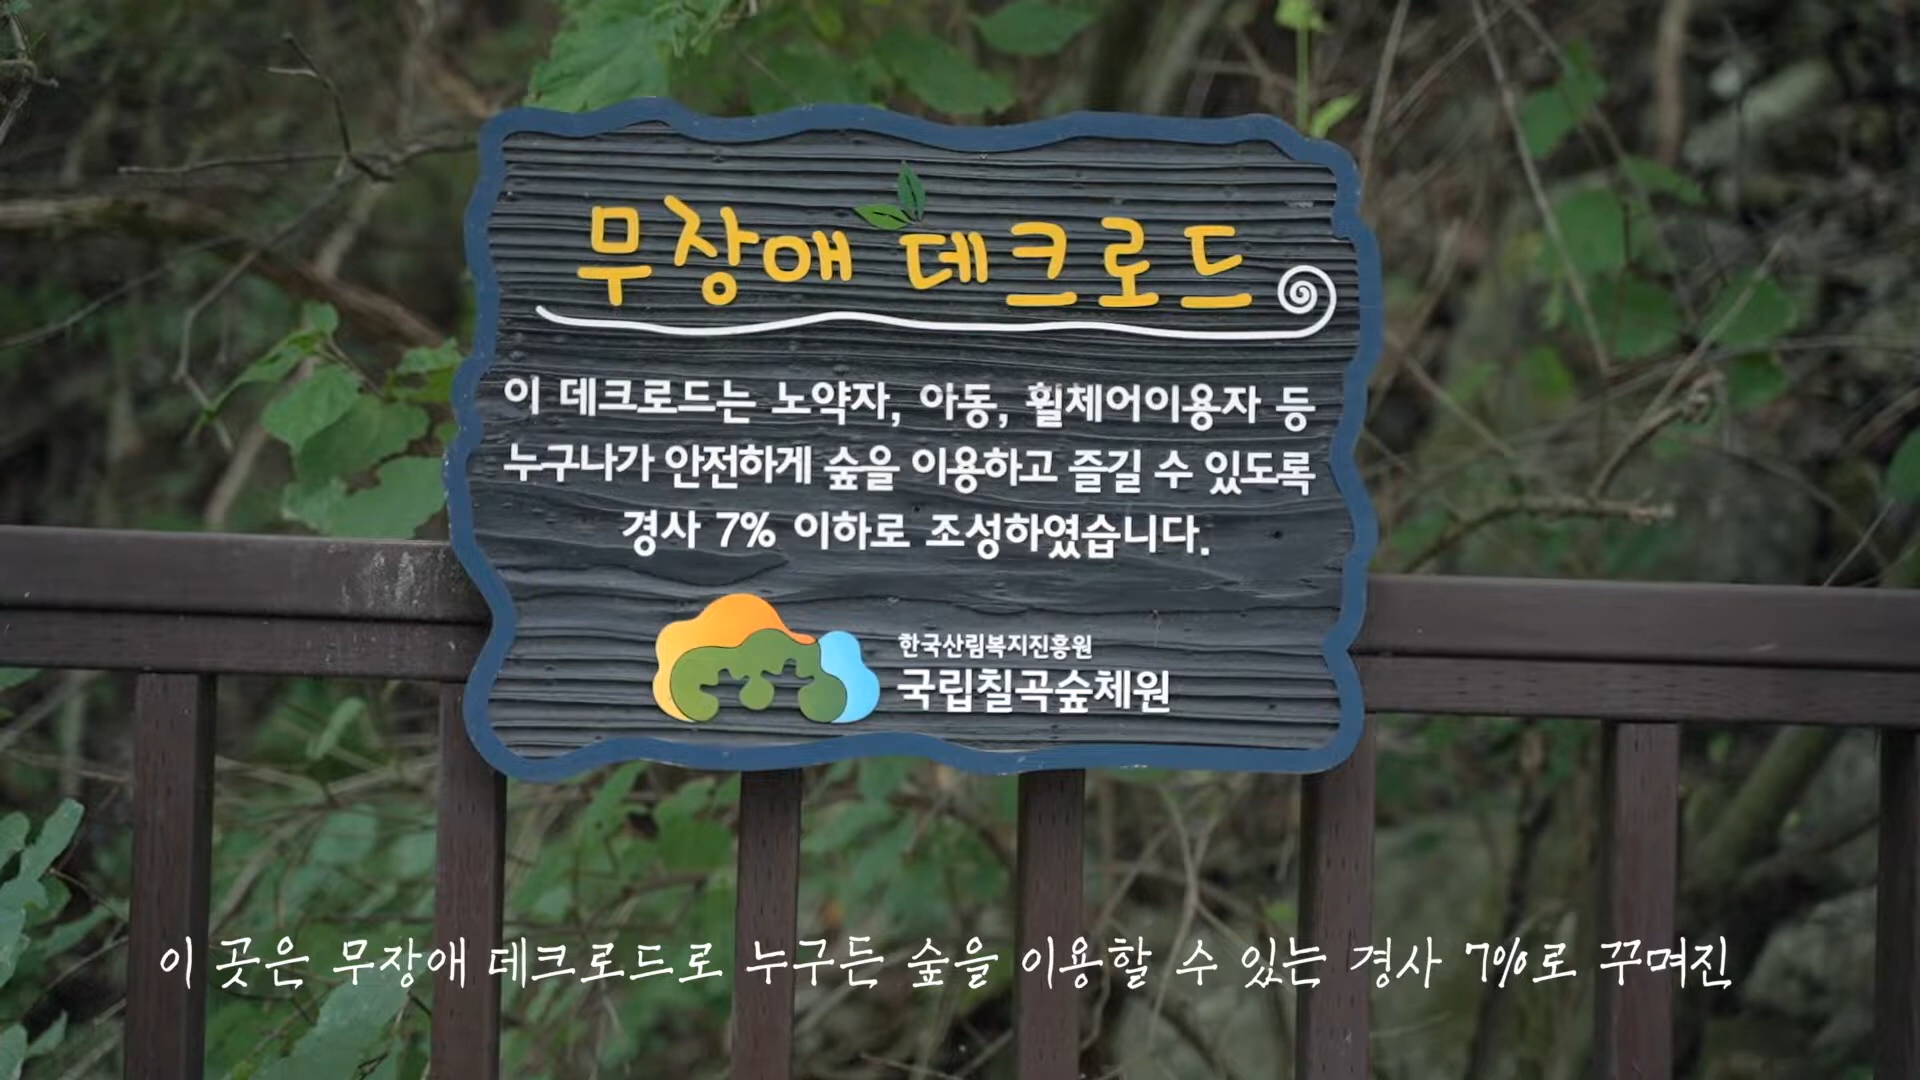 무장애 데크로드
이 데크로드는 노약자, 아동, 휠체어이용자 등
누구나가 안전하게 숲을 이용하고 즐길 수 있도록
경사 7% 이하로 조성하였습니다.
한국산림복지진흥원
국립칠곡숲체원
이 곳은 무장애 데크로드로 누구든 숲을 이용할 수 있는 경사 7%로 꾸며진